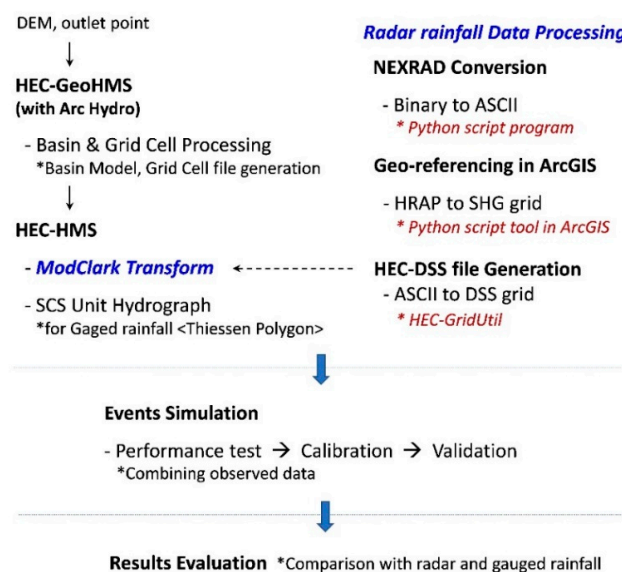 DEM, outlet point
HEC-GeoHMS
(with Arc Hydro)
- Basin & Grid Cell Processing
*Basin Model, Grid Cell file generation
HEC-HMS
- ModClark Transform
- SCS Unit Hydrograph
*for Gaged rainfall <Thiessen Polygon>
Radar rainfall Data Processing
NEXRAD Conversion
- Binary to ASCII
* Python script program
Geo-referencing in ArcGIS
- HRAP to SHG grid
* Python script tool in ArcGIS
HEC-DSS file Generation
- ASCII to DSS grid
* HEC-GridUtil
Events Simulation
- Performance test → Calibration → Validation
*Combining observed data
Results Evaluation *Comparison with radar and gauged rainfall